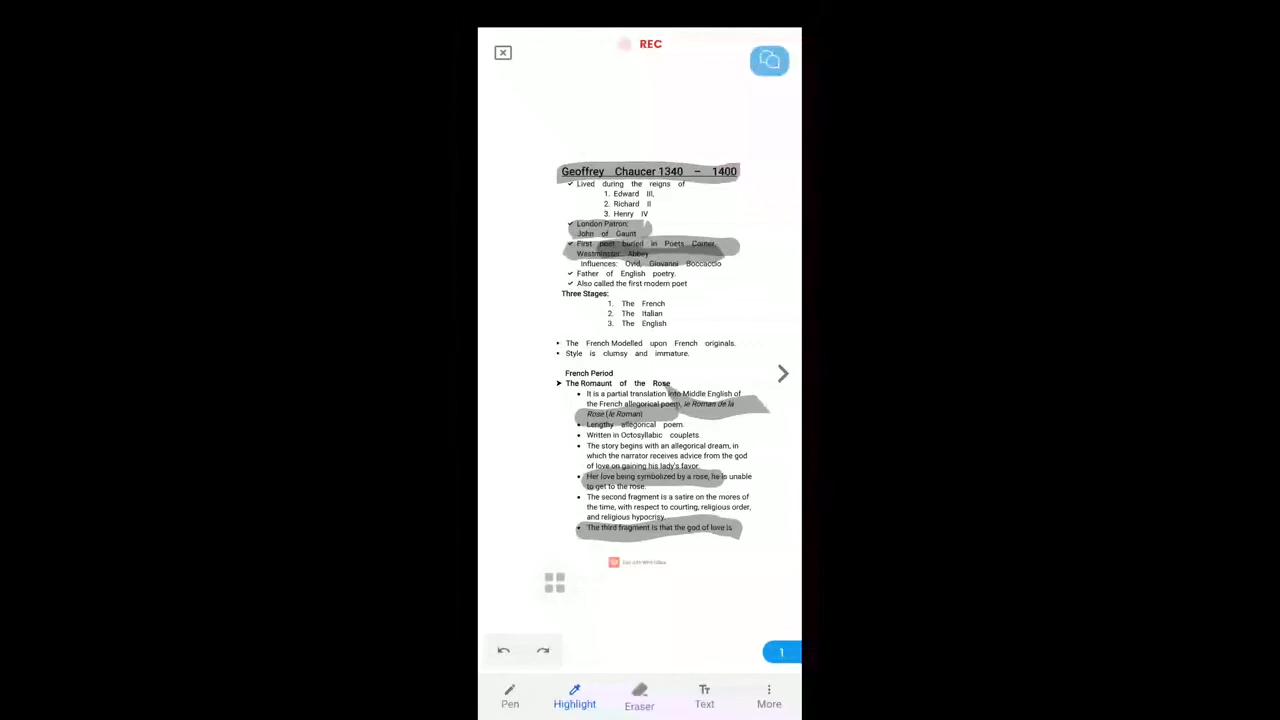 REC
Geoffrey Chaucer 1340 – 1400
✓ Lived during the reigns of
1. Edward III,
2. Richard II
3. Henry IV
✓ London Patron:
John of Gaunt
✓ First poet buried in Poets Corner,
Westminster Abbey
Influences: Ovid, Giovanni Boccaccio
✓ Father of English poetry.
✓ Also called the first modern poet
Three Stages:
1. The French
2. The Italian
3. The English
• The French Modelled upon French originals.
• Style is clumsy and immature.
French Period
➤ The Romaunt of the Rose
• It is a partial translation into Middle English of
the French allegorical poem, le Roman de la
Rose (le Roman)
• Lengthy allegorical poem.
• Written in Octosyllabic couplets
• The story begins with an allegorical dream, in
which the narrator receives advice from the god
of love on gaining his lady's favor.
• Her love being symbolized by a rose, he is unable
to get to the rose.
• The second fragment is a satire on the mores of
the time, with respect to courting, religious order,
and religious hypocrisy.
• The third fragment is that the god of love is
1
Pen Highlight Eraser Text More